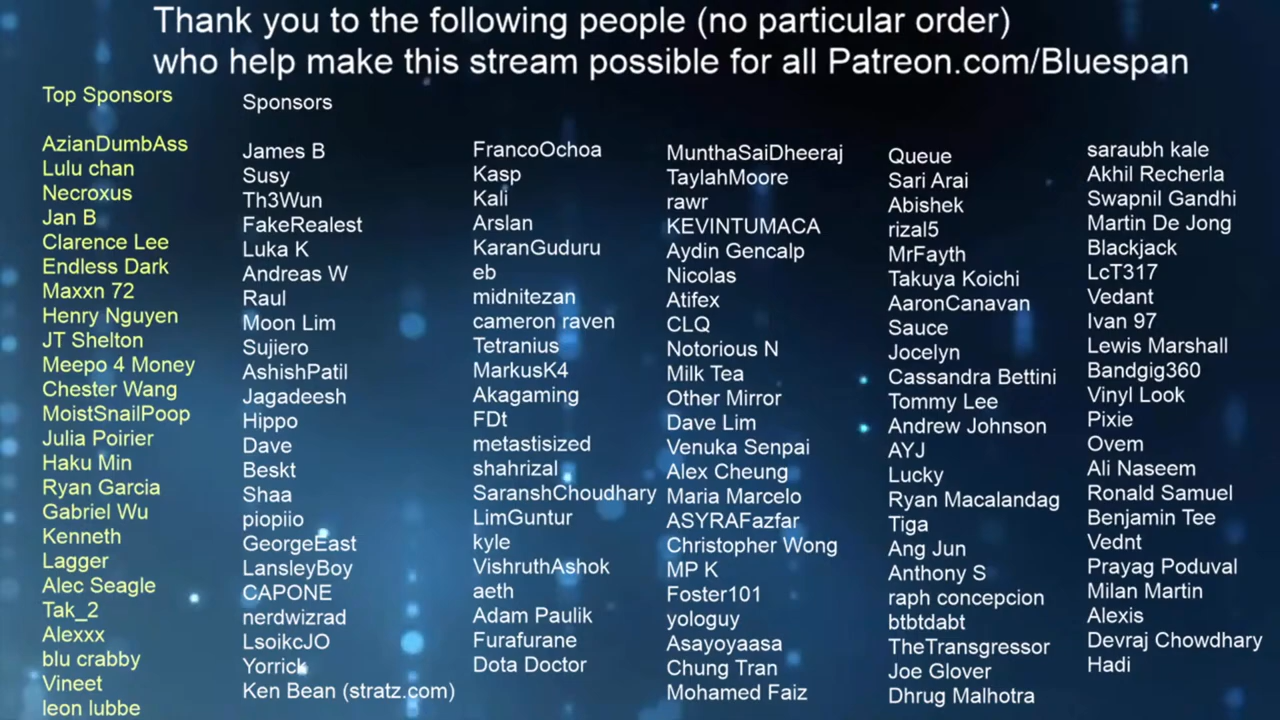 Thank you to the following people (no particular order)
who help make this stream possible for all Patreon.com/Bluespan
Top Sponsors
AzianDumbAss
Lulu chan
Necroxus
Jan B
Clarence Lee
Endless Dark
Maxxn 72
Henry Nguyen
JT Shelton
Meepo 4 Money
Chester Wang
MoistSnailPoop
Julia Poirier
Haku Min
Ryan Garcia
Gabriel Wu
Kenneth
Lagger
Alec Seagle
Tak_2
Alexxx
blu crabby
Vineet
leon lubbe
Sponsors
James B
Susy
Th3Wun
FakeRealest
Luka K
Andreas W
Raul
Moon Lim
Sujiero
AshishPatil
Jagadeesh
Hippo
Dave
Beskt
Shaa
piopiio
GeorgeEast
LansleyBoy
CAPONE
nerdwizrad
LsoikcJO
Yorrick
Ken Bean (stratz.com)
FrancoOchoa
Kasp
Kali
Arslan
KaranGuduru
eb
midnitezan
cameron raven
Tetranius
MarkusK4
Akagaming
FDt
metastisized
shahrizal
SaranshChoudhary
LimGuntur
kyle
VishruthAshok
aeth
Adam Paulik
Furafurane
Dota Doctor
MunthaSaiDheeraj
TaylahMoore
rawr
KEVINTUMACA
Aydin Gencalp
Nicolas
Atifex
CLQ
Notorious N
Milk Tea
Other Mirror
Dave Lim
Venuka Senpai
Alex Cheung
Maria Marcelo
ASYRAFazfar
Christopher Wong
MP K
Foster101
yologuy
Asayoyaasa
Chung Tran
Mohamed Faiz
Queue
Sari Arai
Abishek
rizal5
MrFayth
Takuya Koichi
AaronCanavan
Sauce
Jocelyn
Cassandra Bettini
Tommy Lee
Andrew Johnson
AYJ
Lucky
Ryan Macalandag
Tiga
Ang Jun
Anthony S
raph concepcion
btbtdabt
TheTransgressor
Joe Glover
Dhrug Malhotra
saraubh kale
Akhil Recherla
Swapnil Gandhi
Martin De Jong
Blackjack
LcT317
Vedant
Ivan 97
Lewis Marshall
Bandgig360
Vinyl Look
Pixie
Ovem
Ali Naseem
Ronald Samuel
Benjamin Tee
Vednt
Prayag Poduval
Milan Martin
Alexis
Devraj Chowdhary
Hadi